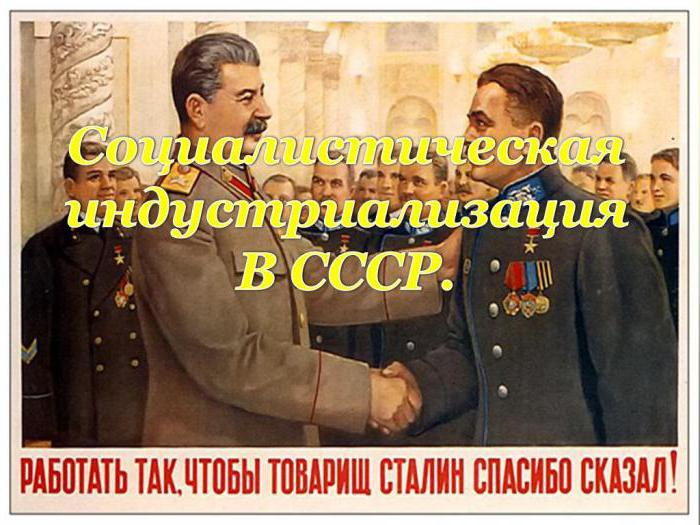 Социалистическая
индустриализация
В СССР.
РАБОТАТЬ ТАК, ЧТОБЫ ТОВАРИЩ СТАЛИН СПАСИБО СКАЗАЛ!